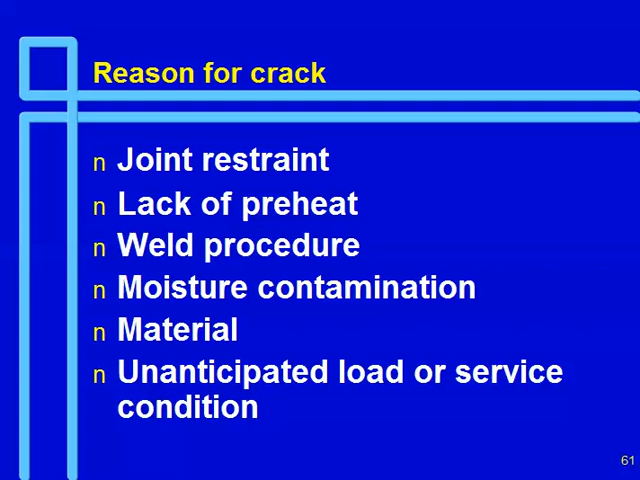 Reason for crack
n Joint restraint
n Lack of preheat
n Weld procedure
n Moisture contamination
n Material
n Unanticipated load or service
condition
61